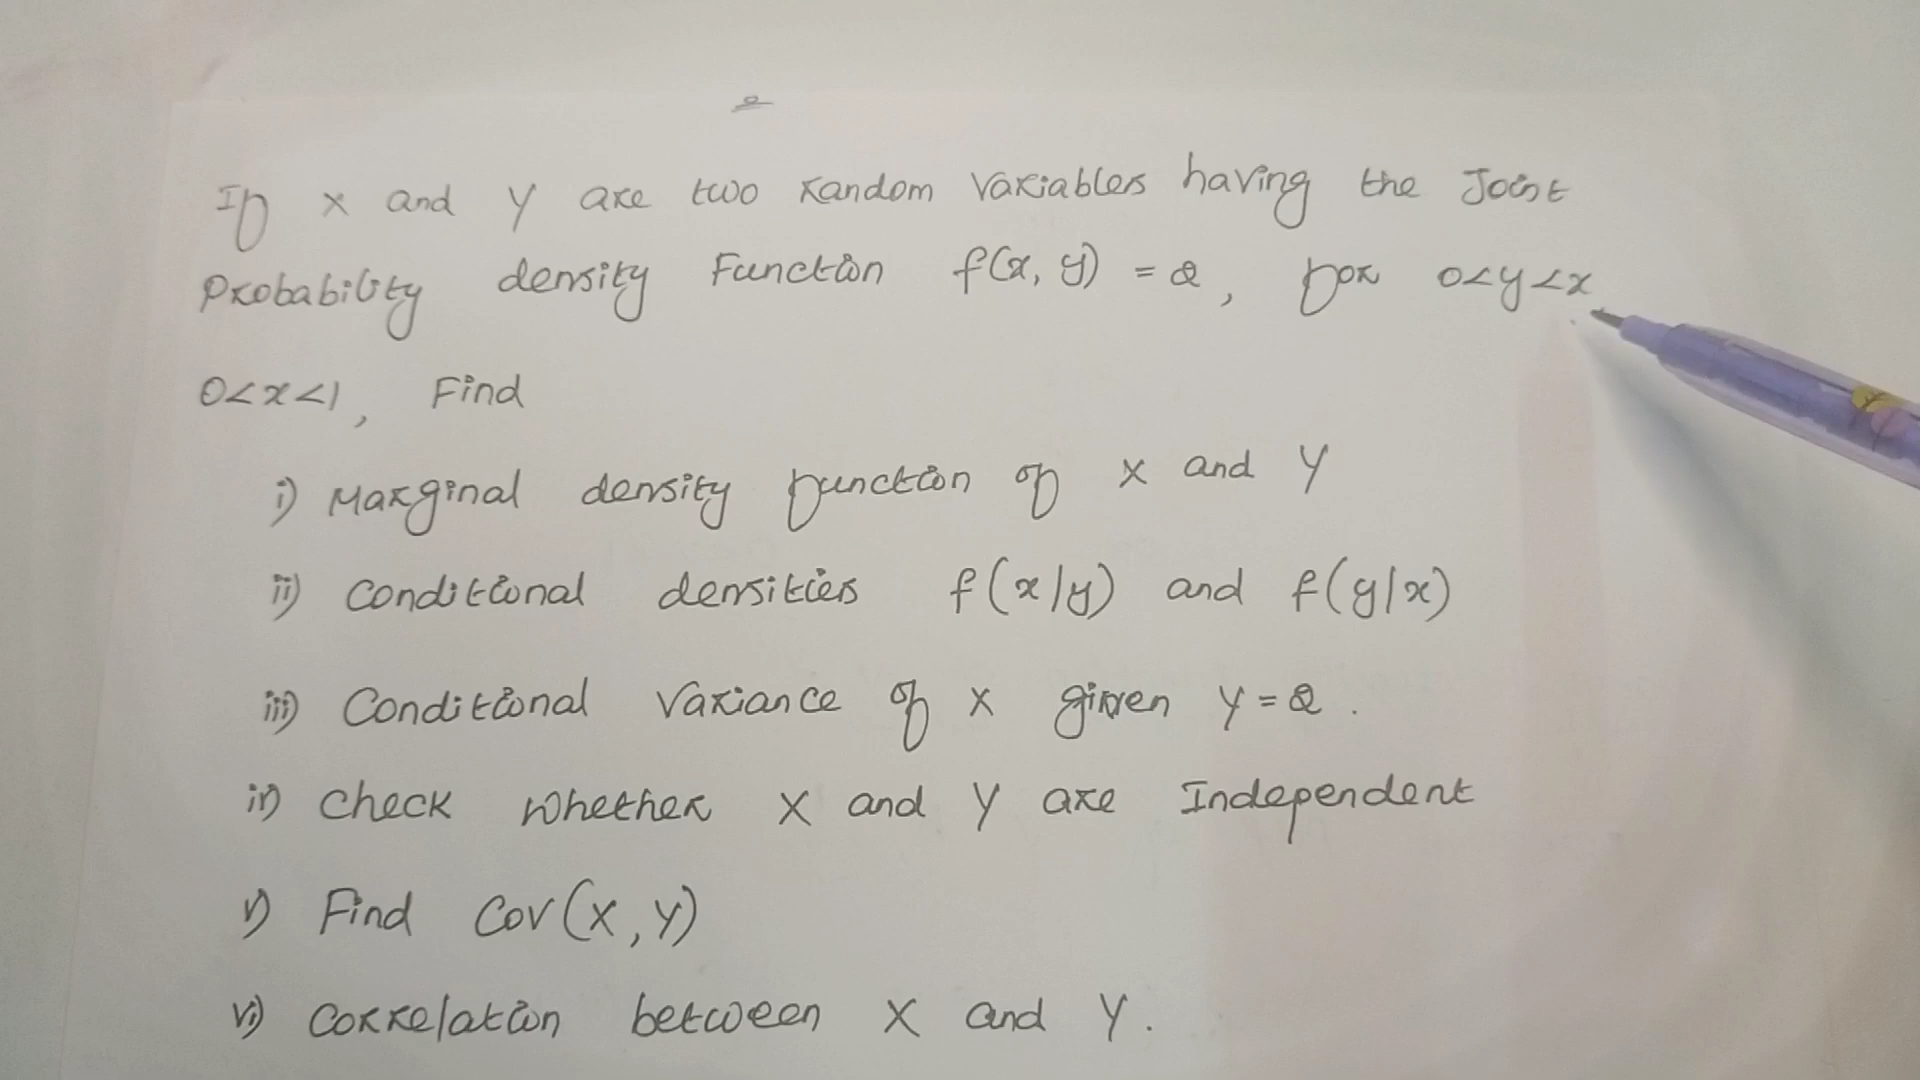 If X and Y are two random variables having the Joint
Probability density Function f(x, y) = 2, for 0<y<x
0<x<1, Find
i) Marginal density function of X and Y
ii) Conditional densities f(x/y) and f(y/x)
iii) Conditional Variance of X given Y=2.
iv) Check whether X and Y are Independent
v) Find Cov(X, Y)
vi) Correlation between X and Y.